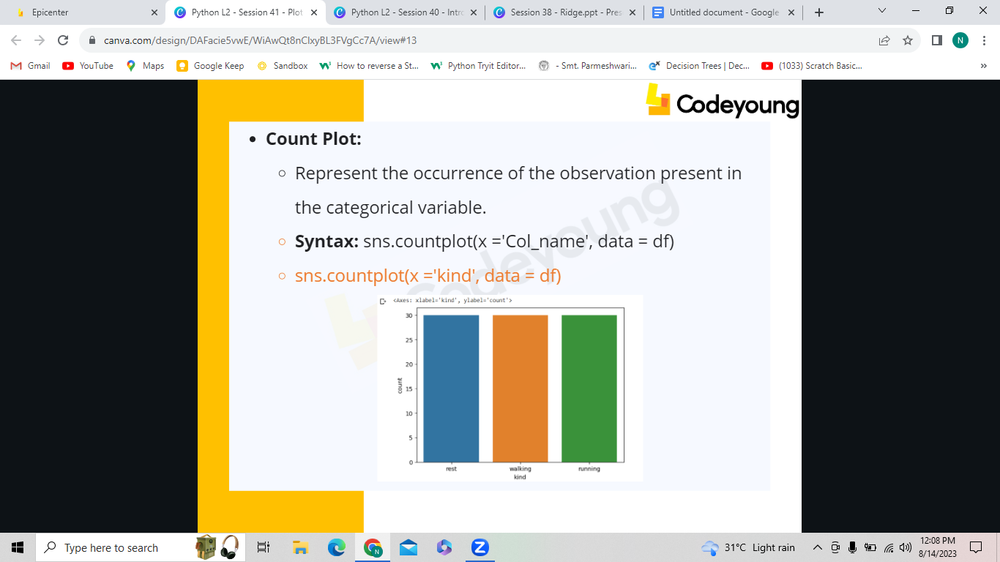 Epicenter
Python L2 - Session 41 - Plot
Python L2 - Session 40 - Intro
Session 38 - Ridge.ppt - Pres
Untitled document - Google
canva.com/design/DAFacie5vwE/WiAwQt8nClxyBL3FVgCc7A/view#13
N
Gmail
YouTube
Maps
Google Keep
Sandbox
How to reverse a St...
Python Tryit Editor...
- Smt. Parmeshwari...
Decision Trees | Dec...
(1033) Scratch Basic...
»
Codeyoung
• Count Plot:
Represent the occurrence of the observation present in
the categorical variable.
Syntax: sns.countplot(x ='Col_name', data = df)
sns.countplot(x ='kind', data = df)
Codeyoung
<Axes: xlabel='kind', ylabel='count'>
30
25
20
15
10
5
0
count
rest walking running
kind
Type here to search
31°C Light rain
12:08 PM
8/14/2023